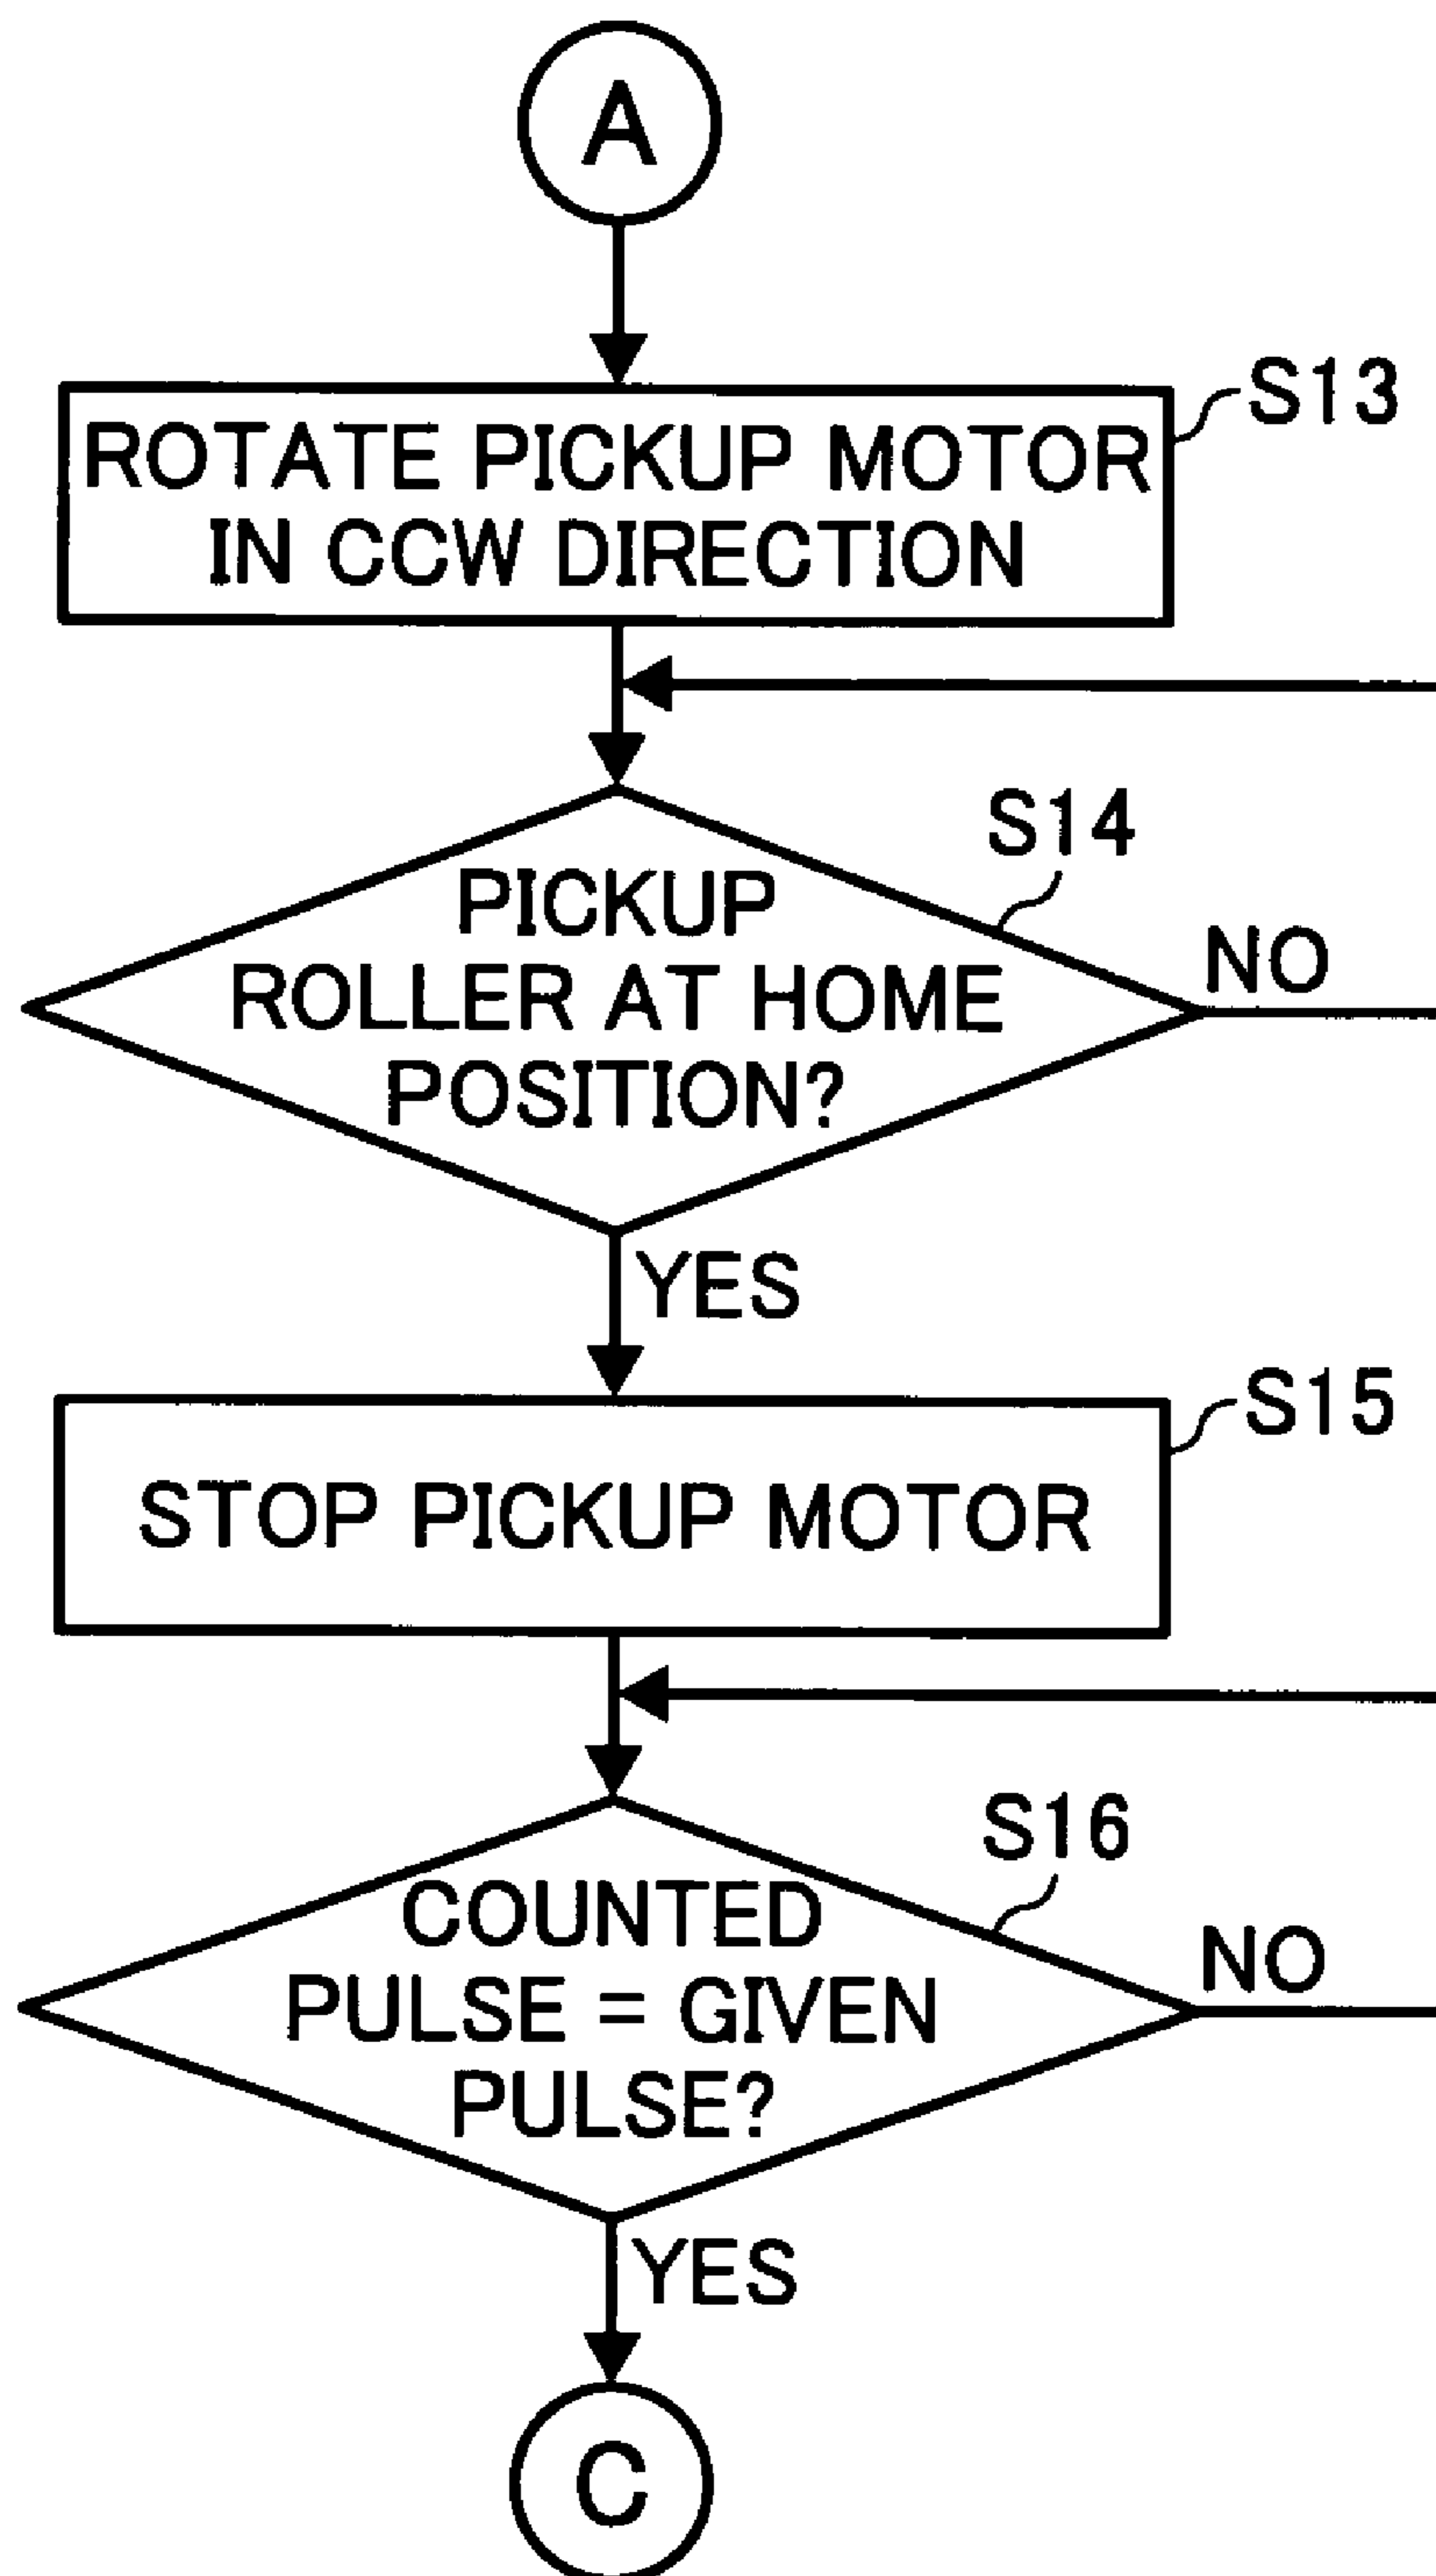 A
S13
ROTATE PICKUP MOTOR
IN CCW DIRECTION
S14
PICKUP
ROLLER AT HOME
POSITION?
NO
YES
S15
STOP PICKUP MOTOR
S16
COUNTED
PULSE = GIVEN
PULSE?
NO
YES
C